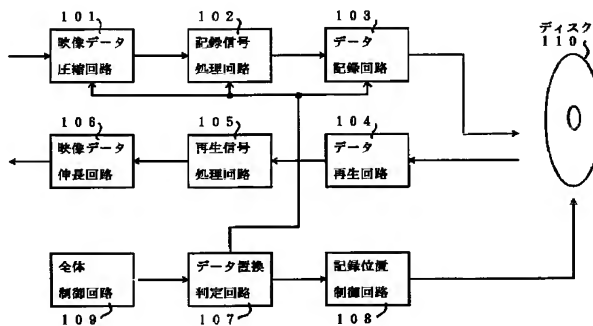 101
映像データ
圧縮回路
102
記録信号
処理回路
103
データ
記録回路
ディスク
110
106
映像データ
伸長回路
105
再生信号
処理回路
104
データ
再生回路
全体
制御回路
109
データ置換
判定回路
107
記録位置
制御回路
108